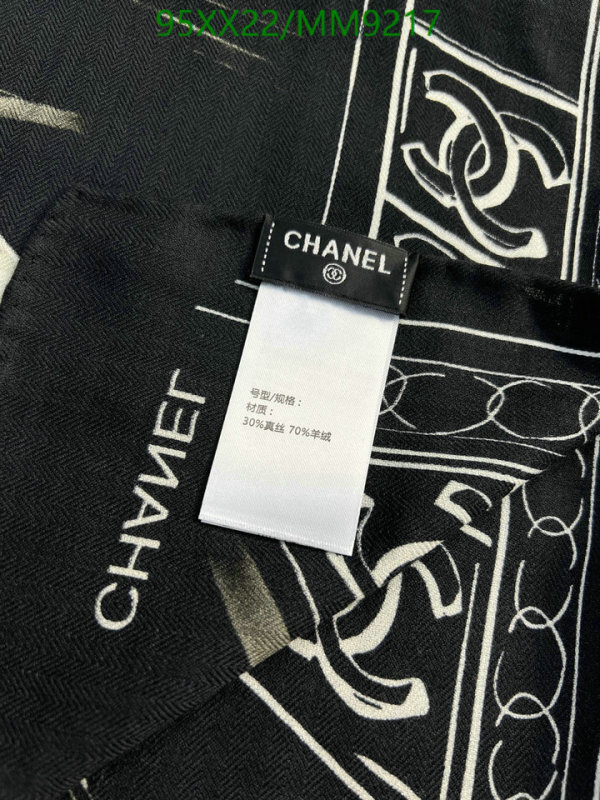 95XX22/MM9217
CHANEL
号型/规格：
材质：
30%真丝 70%羊绒
CHANEL